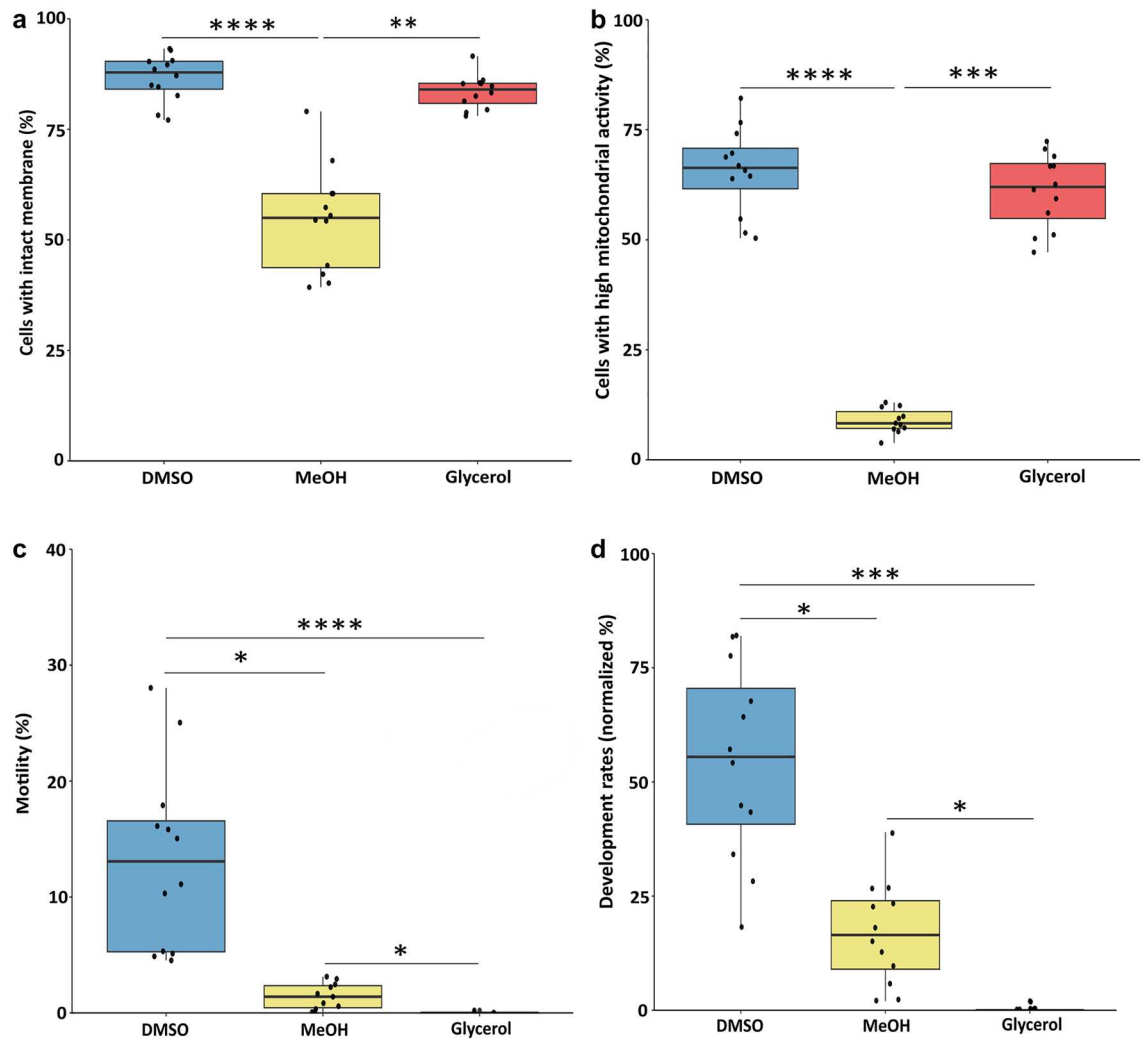 a
Cells with intact membrane (%)
100
75
50
25
0
****
**
DMSO
MeOH
Glycerol
b
Cells with high mitochondrial activity (%)
100
75
50
25
0
****
***
DMSO
MeOH
Glycerol
c
Motility (%)
40
30
20
10
0
****
*
*
DMSO
MeOH
Glycerol
d
Development rates (normalized %)
100
75
50
25
0
***
*
*
DMSO
MeOH
Glycerol